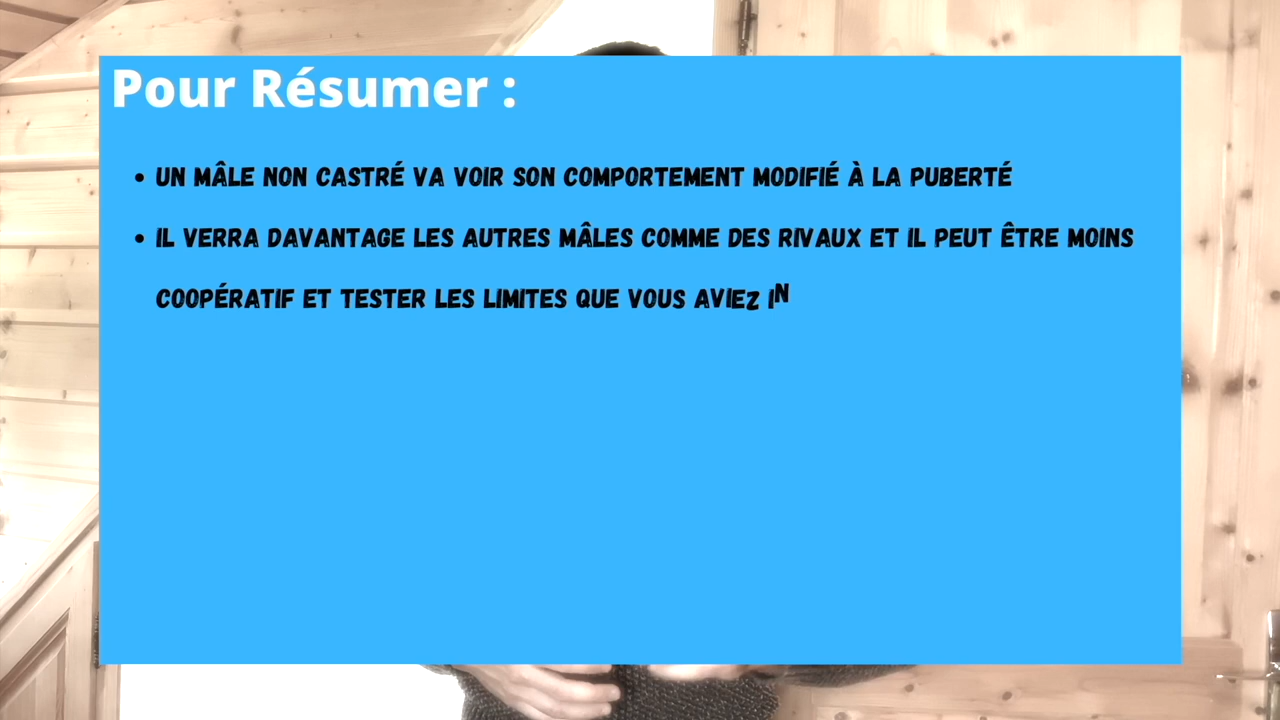 Pour Résumer :
• UN MÂLE NON CASTRÉ VA VOIR SON COMPORTEMENT MODIFIÉ À LA PUBERTÉ
• IL VERRA DAVANTAGE LES AUTRES MÂLES COMME DES RIVAUX ET IL PEUT ÊTRE MOINS
COOPÉRATIF ET TESTER LES LIMITES QUE VOUS AVIEZ IN